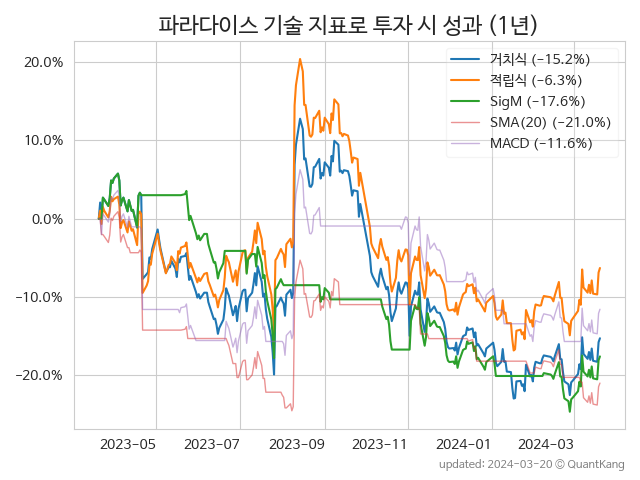 파라다이스 기술 지표로 투자 시 성과 (1년)
거치식 (−15.2%)
적립식 (−6.3%)
SigM (−17.6%)
SMA(20) (−21.0%)
MACD (−11.6%)
20.0%
10.0%
0.0%
−10.0%
−20.0%
2023-05 2023-07 2023-09 2023-11 2024-01 2024-03
updated: 2024-03-20 © QuantKang